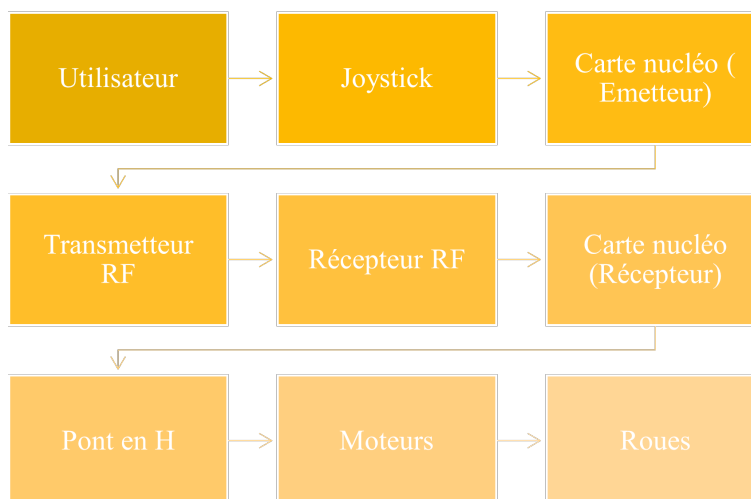 Utilisateur
Joystick
Carte nucléo (
Emetteur)
Transmetteur
RF
Récepteur RF
Carte nucléo
(Récepteur)
Pont en H
Moteurs
Roues